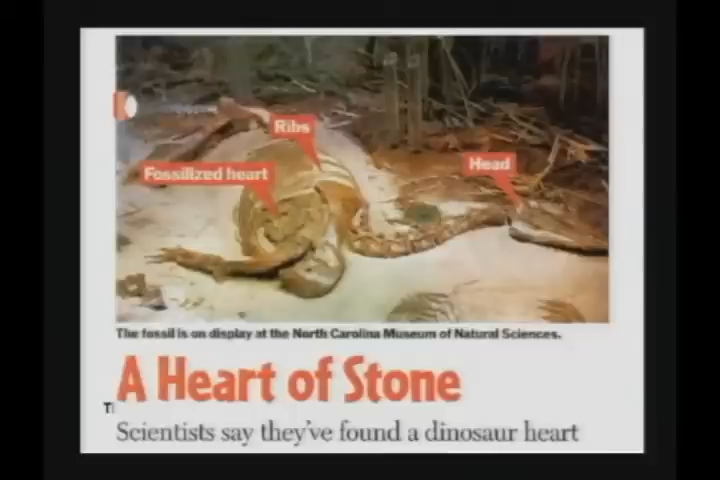 Ribs
Fossilized heart
Head
The fossil is on display at the North Carolina Museum of Natural Sciences.
A Heart of Stone
T
Scientists say they've found a dinosaur heart